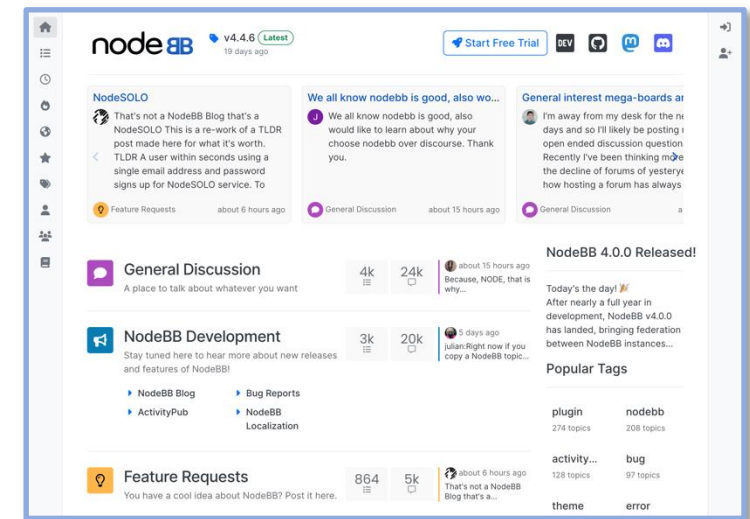 nodeBB
v4.4.6 Latest
19 days ago
Start Free Trial
DEV
NodeSOLO
That's not a NodeBB Blog that's a
NodeSOLO This is a re-work of a TLDR
post made here for what it's worth.
TLDR A user within seconds using a
single email address and password
signs up for NodeSOLO service. To
Feature Requests about 6 hours ago
We all know nodebb is good, also wo...
J
We all know nodebb is good, also
would like to learn about why your
choose nodebb over discourse. Thank
you.
General Discussion about 15 hours ago
General interest mega-boards ar
I'm away from my desk for the ne
days and so I'll likely be posting
open ended discussion question
Recently I've been thinking more
the decline of forums of yesterye
how hosting a forum has always
General Discussion a
General Discussion
A place to talk about whatever you want
4k
24k
about 15 hours ago
Because, NODE, that is
why...
NodeBB Development
Stay tuned here to hear more about new releases
and features of NodeBB!
NodeBB Blog
Bug Reports
ActivityPub
NodeBB
Localization
3k
20k
5 days ago
julian:Right now if you
copy a NodeBB topic...
Feature Requests
You have a cool idea about NodeBB? Post it here.
864
5k
about 6 hours ago
That's not a NodeBB
Blog that's a...
NodeBB 4.0.0 Released!
Today's the day! 🎉
After nearly a full year in
development, NodeBB v4.0.0
has landed, bringing federation
between NodeBB instances...
Popular Tags
plugin
274 topics
nodebb
208 topics
activity...
128 topics
bug
97 topics
theme
error